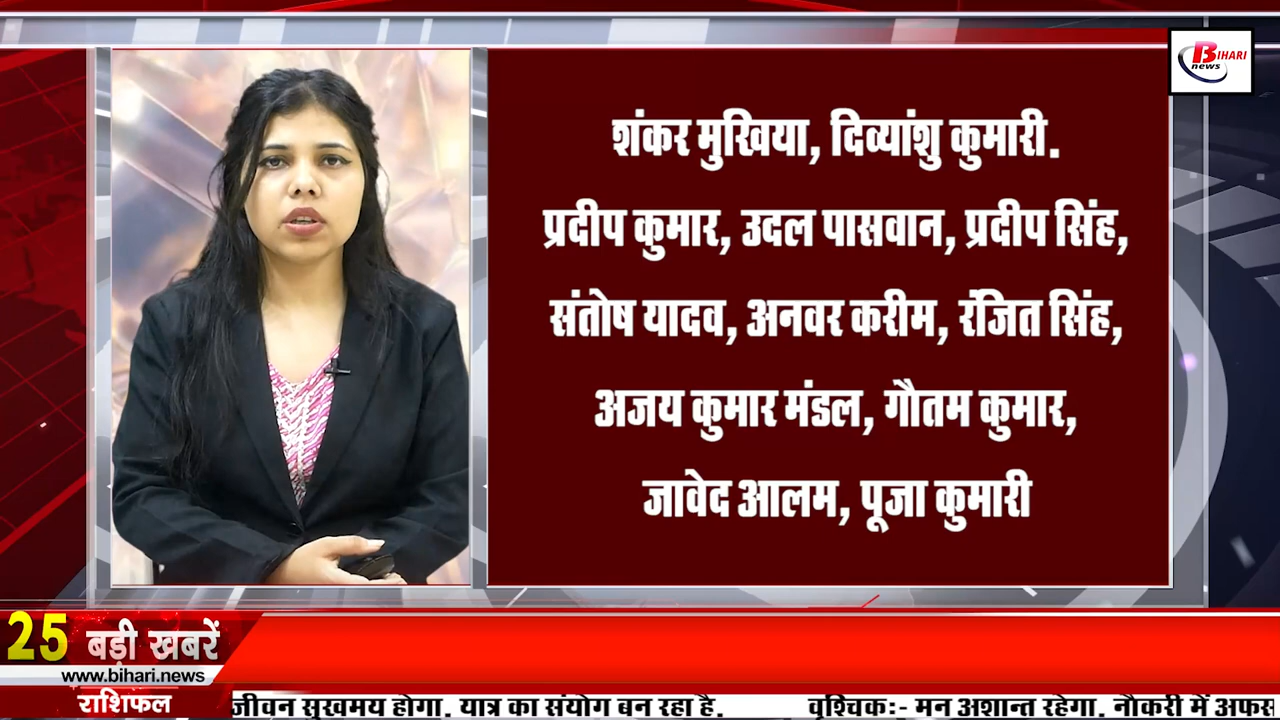 BIHARI
news
शंकर मुखिया, दिव्यांशु कुमारी.
प्रदीप कुमार, उदल पासवान, प्रदीप सिंह,
संतोष यादव, अनवर करीम, रंजित सिंह,
अजय कुमार मंडल, गौतम कुमार,
जावेद आलम, पूजा कुमारी
25 बड़ी खबरें
www.bihari.news
राशिफल
जीवन सुखमय होगा. यात्र का संयोग बन रहा है. वृश्चिकः- मन अशान्त रहेगा. नौकरी में अफस